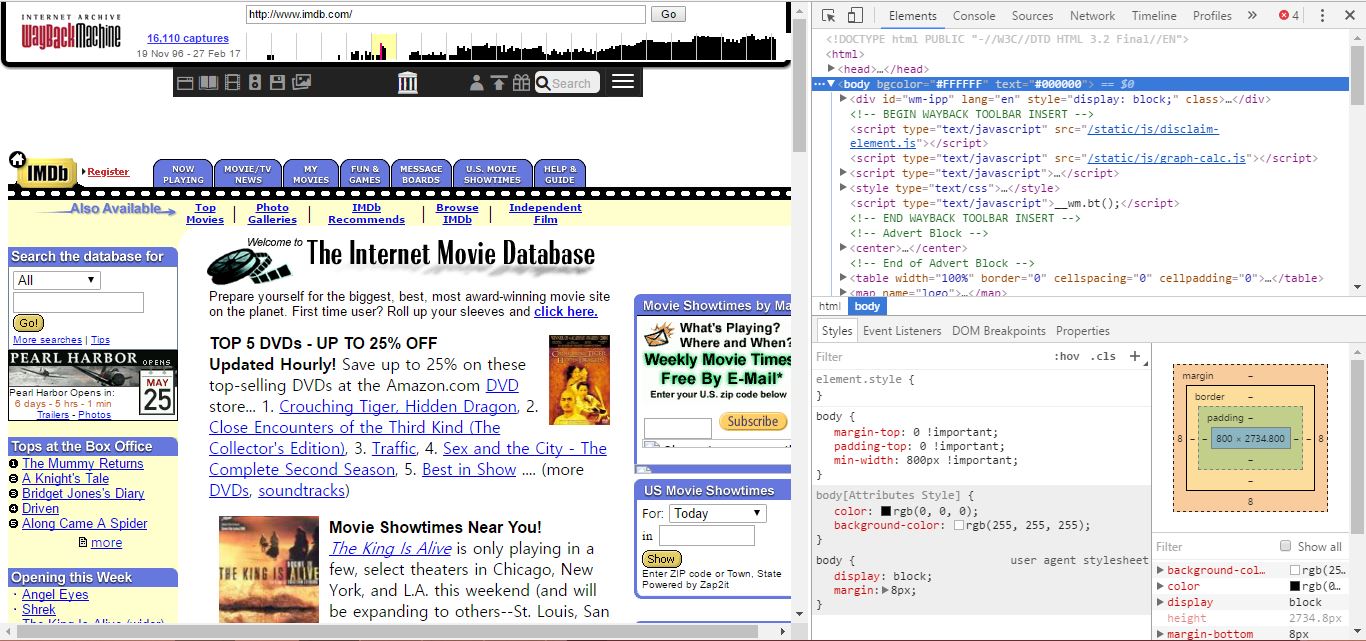 INTERNET ARCHIVE
WayBackMachine
http://www.imdb.com/
Go
16,110 captures
19 Nov 96 - 27 Feb 17
Search
IMDb
Register
NOW PLAYING
MOVIE/TV NEWS
MY MOVIES
FUN & GAMES
MESSAGE BOARDS
U.S. MOVIE SHOWTIMES
HELP & GUIDE
Also Available
Top Movies
Photo Galleries
IMDb Recommends
Browse IMDb
Independent Film
Search the database for
All
Go!
More searches | Tips
PEARL HARBOR OPENS
MAY
25
Pearl Harbor Opens in:
6 days - 5 hrs - 1 min
Trailers - Photos
Tops at the Box Office
1 The Mummy Returns
2 A Knight's Tale
3 Bridget Jones's Diary
4 Driven
5 Along Came A Spider
more
Opening this Week
· Angel Eyes
· Shrek
· The King Is Alive (wider)
Welcome to
The Internet Movie Database
Prepare yourself for the biggest, best, most award-winning movie site
on the planet. First time user? Roll up your sleeves and click here.
TOP 5 DVDs - UP TO 25% OFF
Updated Hourly! Save up to 25% on these
top-selling DVDs at the Amazon.com DVD
store... 1. Crouching Tiger, Hidden Dragon, 2.
Close Encounters of the Third Kind (The
Collector's Edition), 3. Traffic, 4. Sex and the City - The
Complete Second Season, 5. Best in Show .... (more
DVDs, soundtracks)
THE KING IS ALIVE
Movie Showtimes Near You!
The King Is Alive is only playing in a
few, select theaters in Chicago, New
York, and L.A. this weekend (and will
be expanding to others--St. Louis, San
Movie Showtimes by Ma
What's Playing?
Where and When?
Weekly Movie Times
Free By E-Mail*
Enter your U.S. zip code below
Subscribe
US Movie Showtimes
For: Today
in
Show
Enter ZIP code or Town, State
Powered by Zap2it
Elements Console Sources Network Timeline Profiles » 4
<!DOCTYPE html PUBLIC "-//W3C//DTD HTML 3.2 Final//EN">
<html>
<head>…</head>
<body bgcolor="#FFFFFF" text="#000000"> == $0
<div id="wm-ipp" lang="en" style="display: block;" class>…</div>
<!-- BEGIN WAYBACK TOOLBAR INSERT -->
<script type="text/javascript" src="/static/js/disclaim-
element.js"></script>
<script type="text/javascript" src="/static/js/graph-calc.js"></script>
<script type="text/javascript">…</script>
<style type="text/css">…</style>
<script type="text/javascript">__wm.bt();</script>
<!-- END WAYBACK TOOLBAR INSERT -->
<!-- Advert Block -->
<center>…</center>
<!-- End of Advert Block -->
<table width="100%" border="0" cellspacing="0" cellpadding="0">…</table>
<map name="logo">…</map>
html body
Styles Event Listeners DOM Breakpoints Properties
Filter :hov .cls +
element.style {
}
body {
margin-top: 0 !important;
padding-top: 0 !important;
min-width: 800px !important;
}
body[Attributes Style] {
color: rgb(0, 0, 0);
background-color: rgb(255, 255, 255);
}
body { user agent stylesheet
display: block;
margin: 8px;
}
margin –
border –
padding –
8 – – 800 × 2734.800 – – 8
–
–
8
Filter Show all
background-col… rgb(25…
color rgb(0…
display block
height 2734.8px
margin-bottom 8px